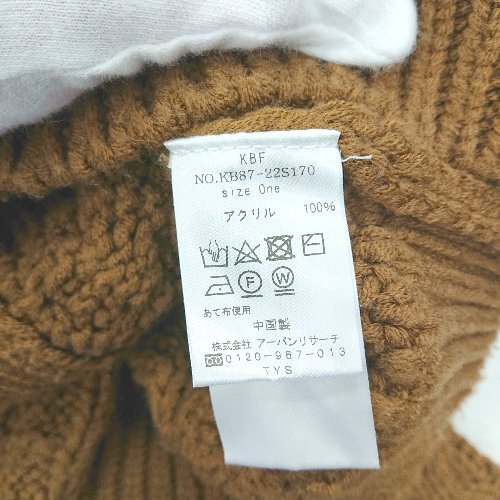 KBF
NO.KB87-22S170
size One
アクリル 100%
F W
あて布使用
中国製
株式会社 アーバンリサーチ
0120-967-013
TYS